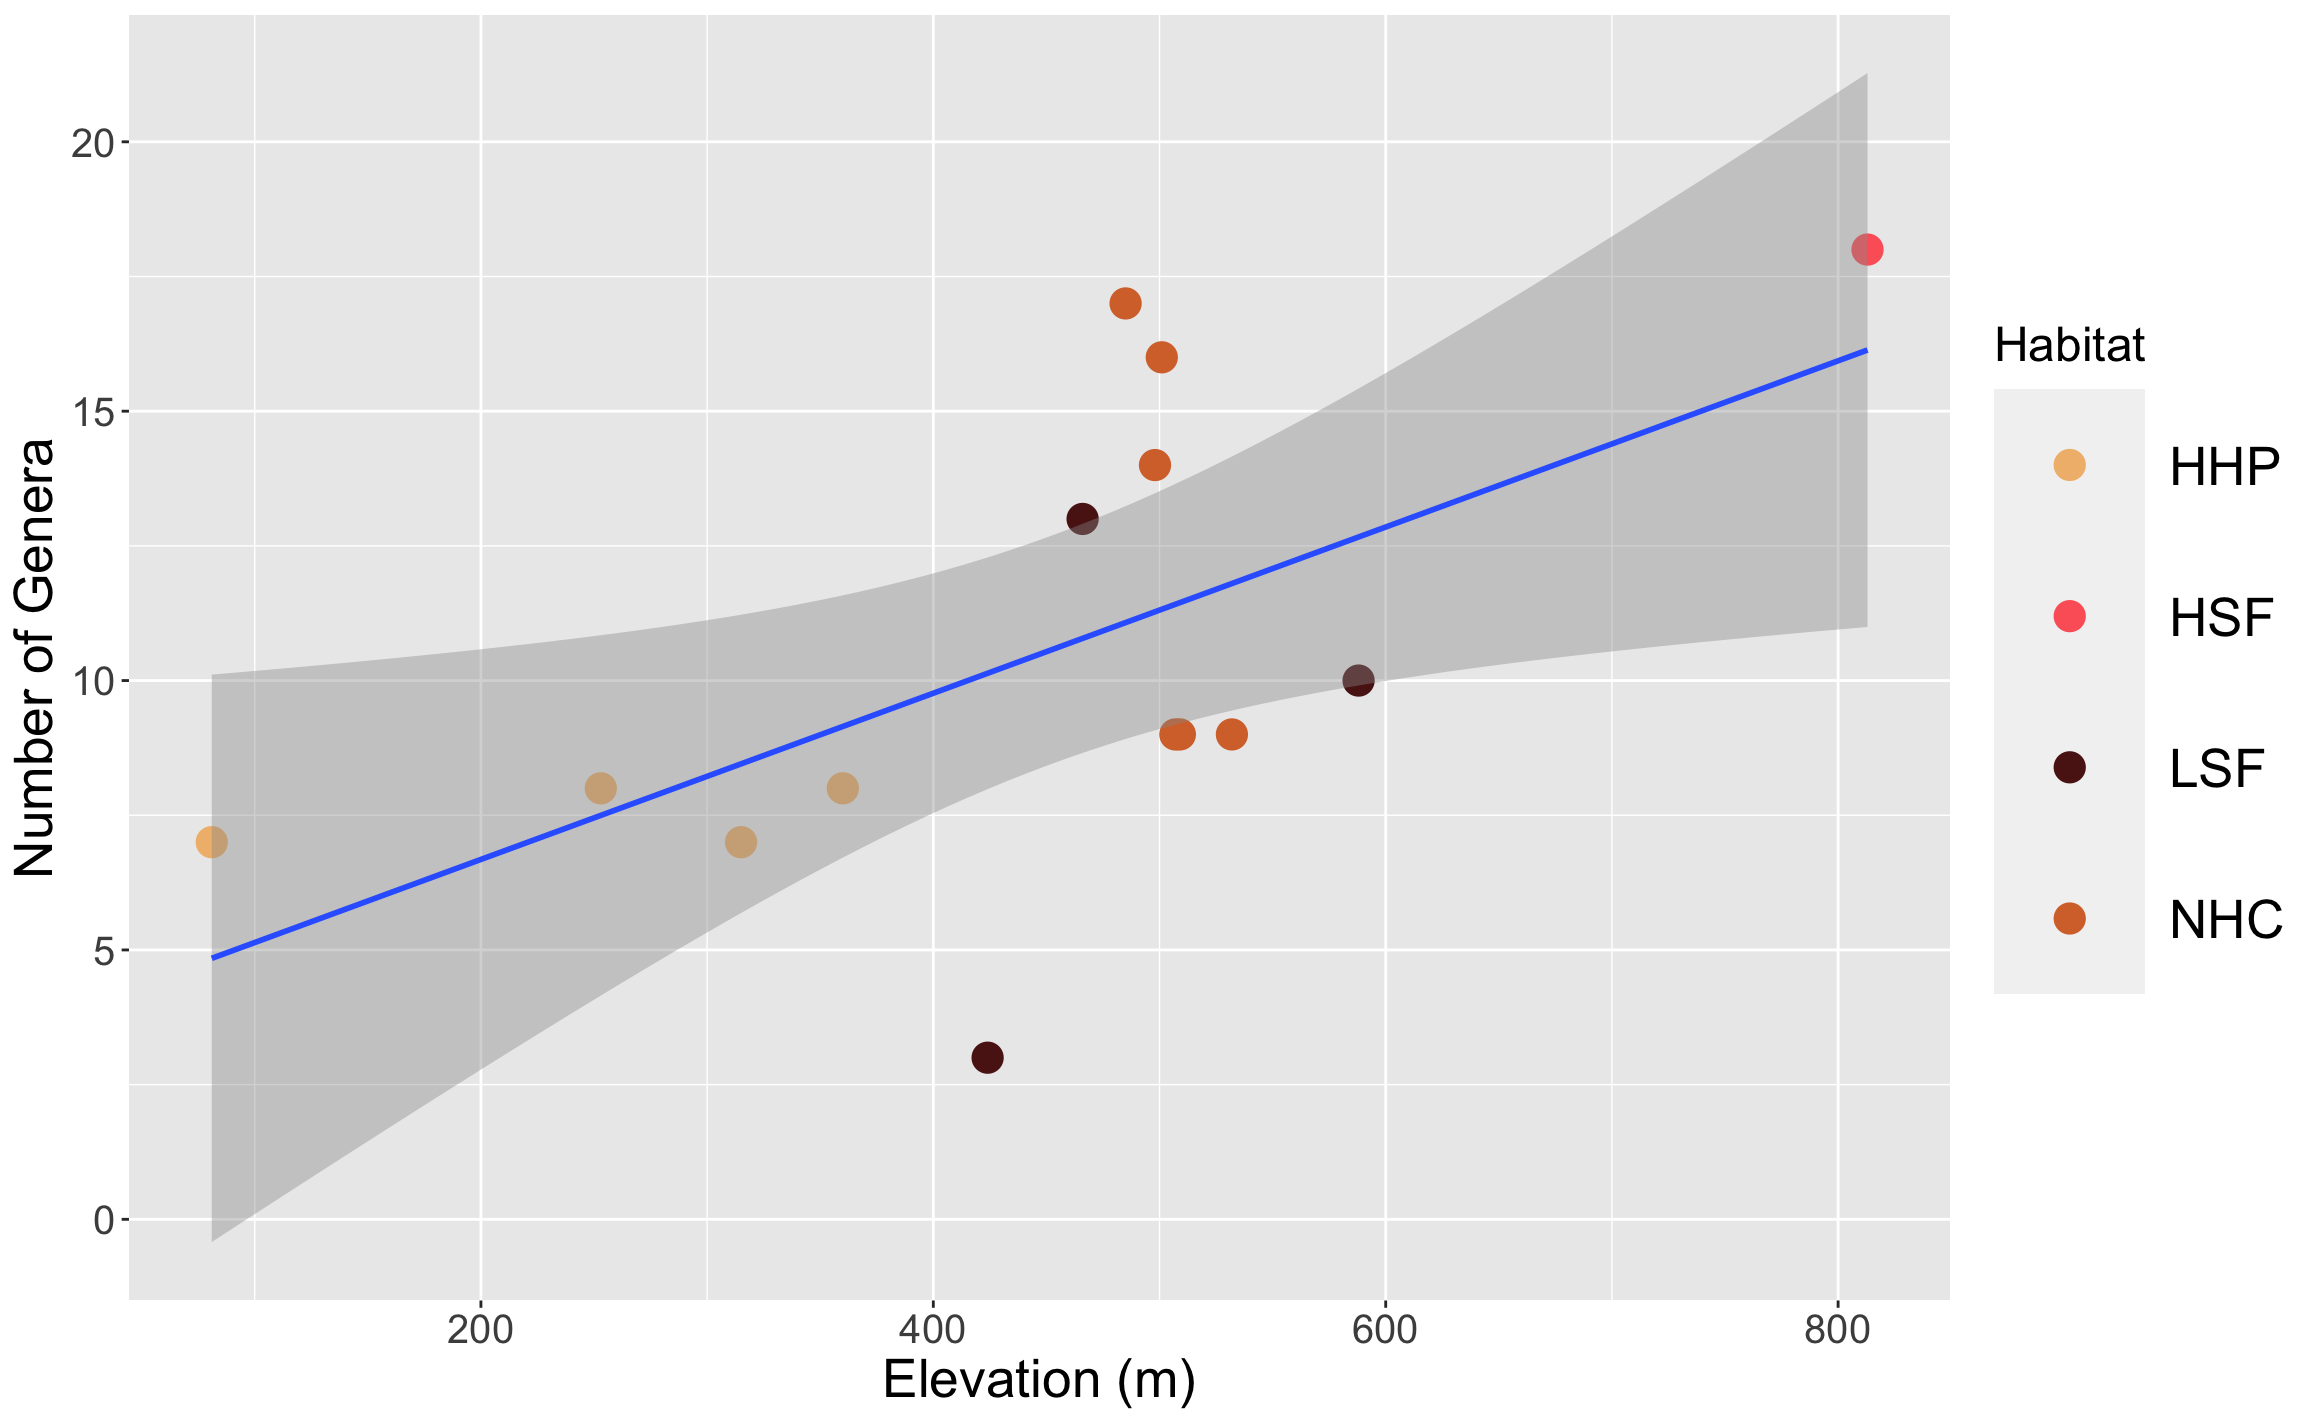 20
15
10
5
0
Number of Genera
200
400
600
800
Elevation (m)
Habitat
HHP
HSF
LSF
NHC